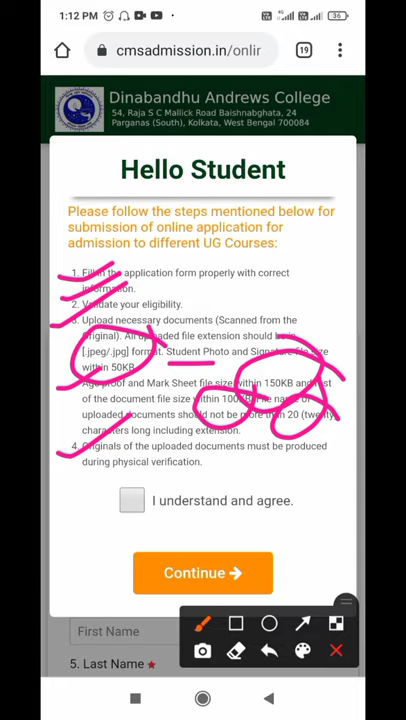 1:12 PM
36
cmsadmission.in/onlir
19
Dinabandhu Andrews College
54, Raja S C Mallick Road Baishnabghata, 24
Parganas (South), Kolkata, West Bengal 700084
Hello Student
Please follow the steps mentioned below for
submission of online application for
admission to different UG Courses:
1. Fill in the application form properly with correct
information.
2. Validate your eligibility.
3. Upload necessary documents (Scanned from the
original). All uploaded file extension should be in
[.jpeg/.jpg] format. Student Photo and Signature file size
within 50KB.
Age proof and Mark Sheet file size within 150KB and rest
of the document file size within 100KB. File name of
uploaded documents should not be more than 20 (twenty)
characters long including extension.
4. Originals of the uploaded documents must be produced
during physical verification.
I understand and agree.
Continue
First Name
5. Last Name ★